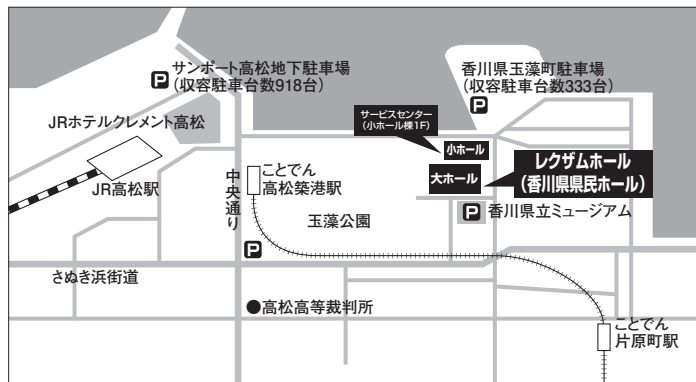 サンポート高松地下駐車場
P
(収容駐車台数918台)
香川県玉藻町駐車場
(収容駐車台数333台)
P
JRホテルクレメント高松
サービスセンター
(小ホール棟1F)
小ホール
大ホール
レクザムホール
(香川県県民ホール)
JR高松駅
中央通り
ことでん
高松築港駅
玉藻公園
P
香川県立ミュージアム
P
さぬき浜街道
●高松高等裁判所
ことでん
片原町駅